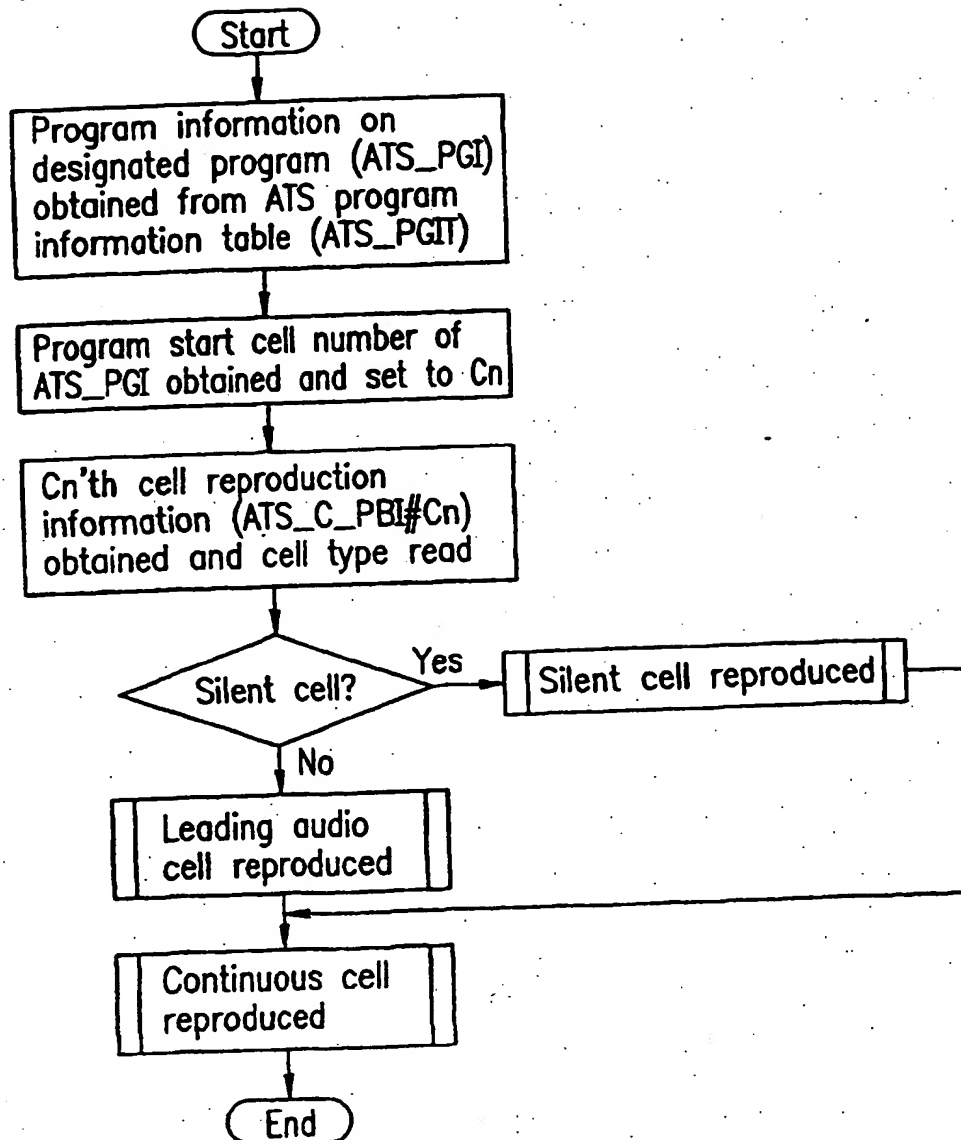 Start
Program information on
designated program (ATS_PGI)
obtained from ATS program
information table (ATS_PGIT)
Program start cell number of
ATS_PGI obtained and set to Cn
Cn'th cell reproduction
information (ATS_C_PBI#Cn)
obtained and cell type read
Silent cell?
Yes
Silent cell reproduced
No
Leading audio
cell reproduced
Continuous cell
reproduced
End